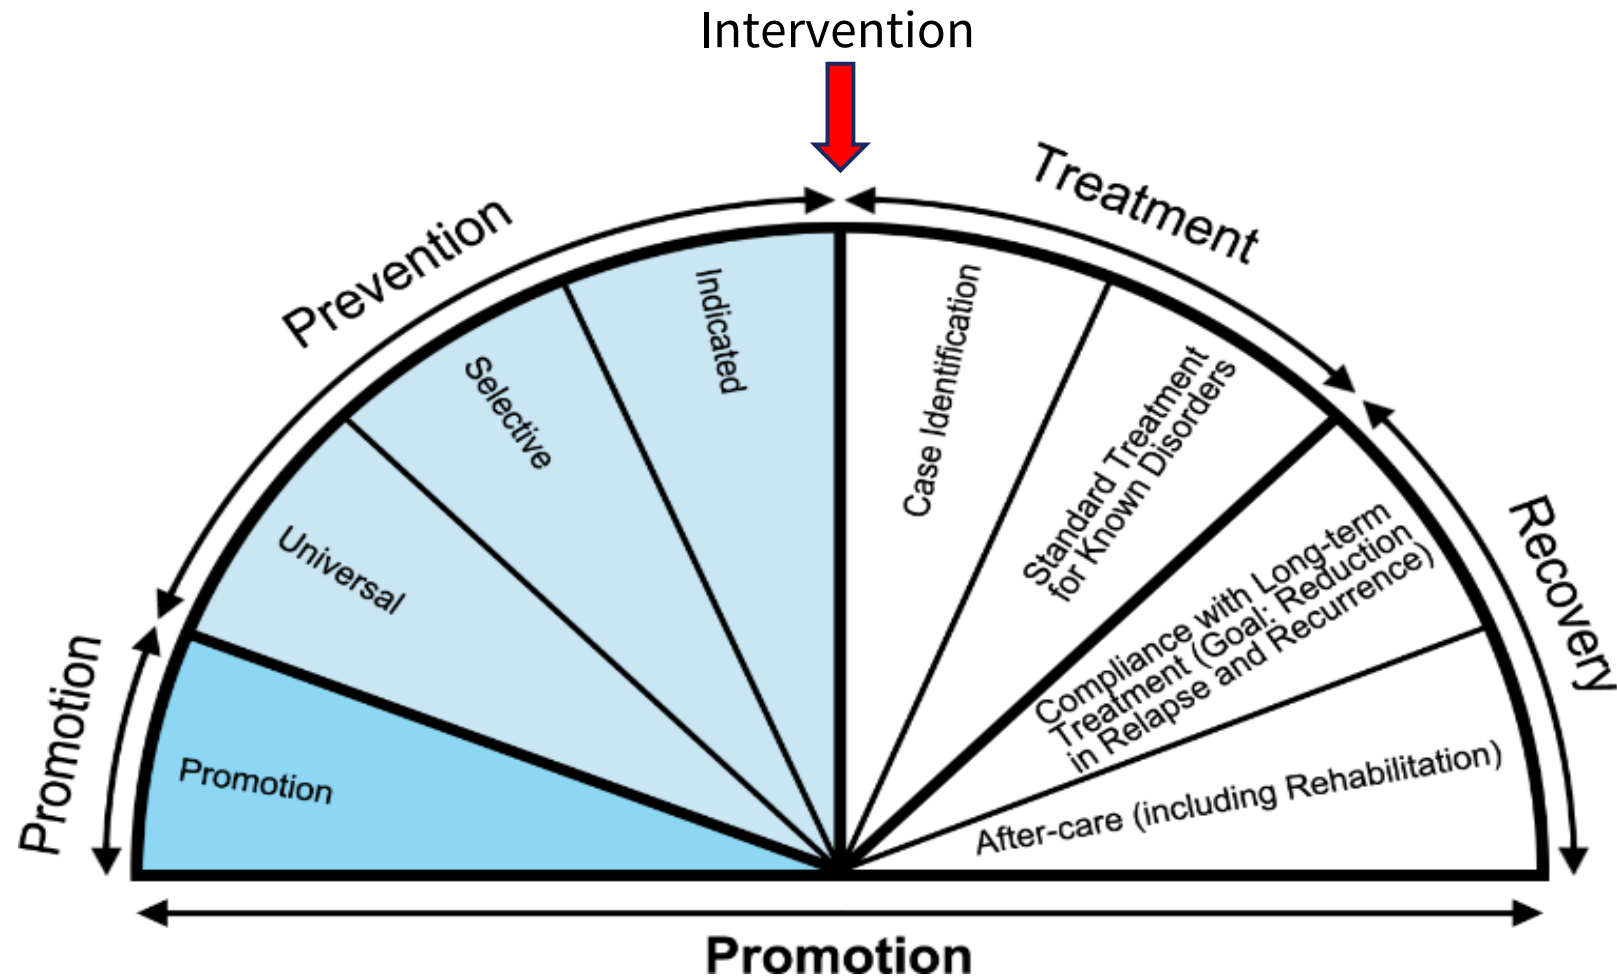 Intervention
Prevention
Treatment
Recovery
Promotion
Promotion
Universal
Selective
Indicated
Case Identification
Standard Treatment
for Known Disorders
Compliance with Long-term
Treatment (Goal: Reduction
in Relapse and Recurrence)
After-care (including Rehabilitation)
Promotion